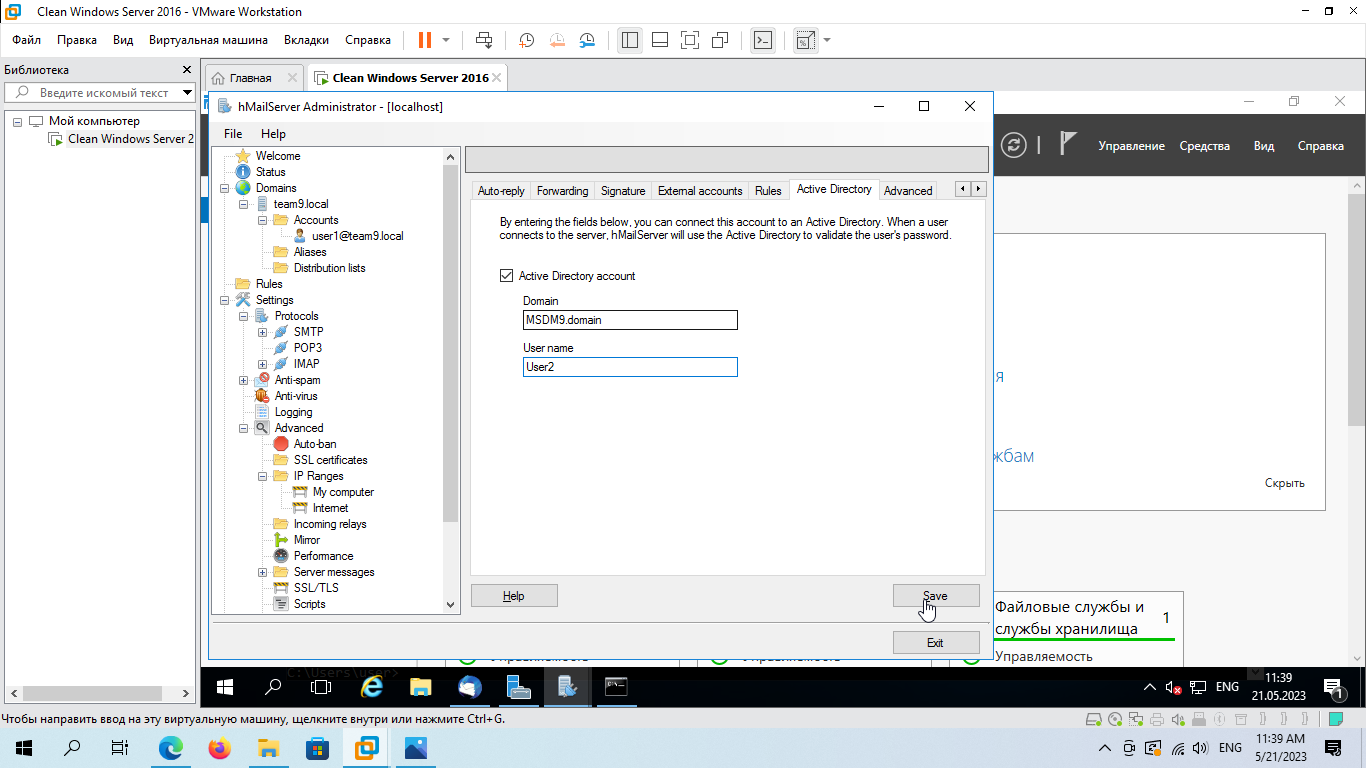 Clean Windows Server 2016 - VMware Workstation
Файл Правка Вид Виртуальная машина Вкладки Справка
Библиотека
Введите искомый текст
Мой компьютер
Clean Windows Server 2
Главная
Clean Windows Server 2016
hMailServer Administrator - [localhost]
File Help
Управление Средства Вид Справка
Welcome
Status
Domains
team9.local
Accounts
user1@team9.local
Aliases
Distribution lists
Rules
Settings
Protocols
SMTP
POP3
IMAP
Anti-spam
Anti-virus
Logging
Advanced
Auto-ban
SSL certificates
IP Ranges
My computer
Internet
Incoming relays
Mirror
Performance
Server messages
SSL/TLS
Scripts
Auto-reply Forwarding Signature External accounts Rules Active Directory Advanced
By entering the fields below, you can connect this account to an Active Directory. When a user
connects to the server, hMailServer will use the Active Directory to validate the user's password.
Active Directory account
Domain
MSDM9.domain
User name
User2
Help
Save
Exit
я
жбам
Скрыть
Файловые службы и
службы хранилища
1
Управляемость
C:\Users\user>
ENG
11:39
21.05.2023
1
Чтобы направить ввод на эту виртуальную машину, щелкните внутри или нажмите Ctrl+G.
ENG
11:39 AM
5/21/2023